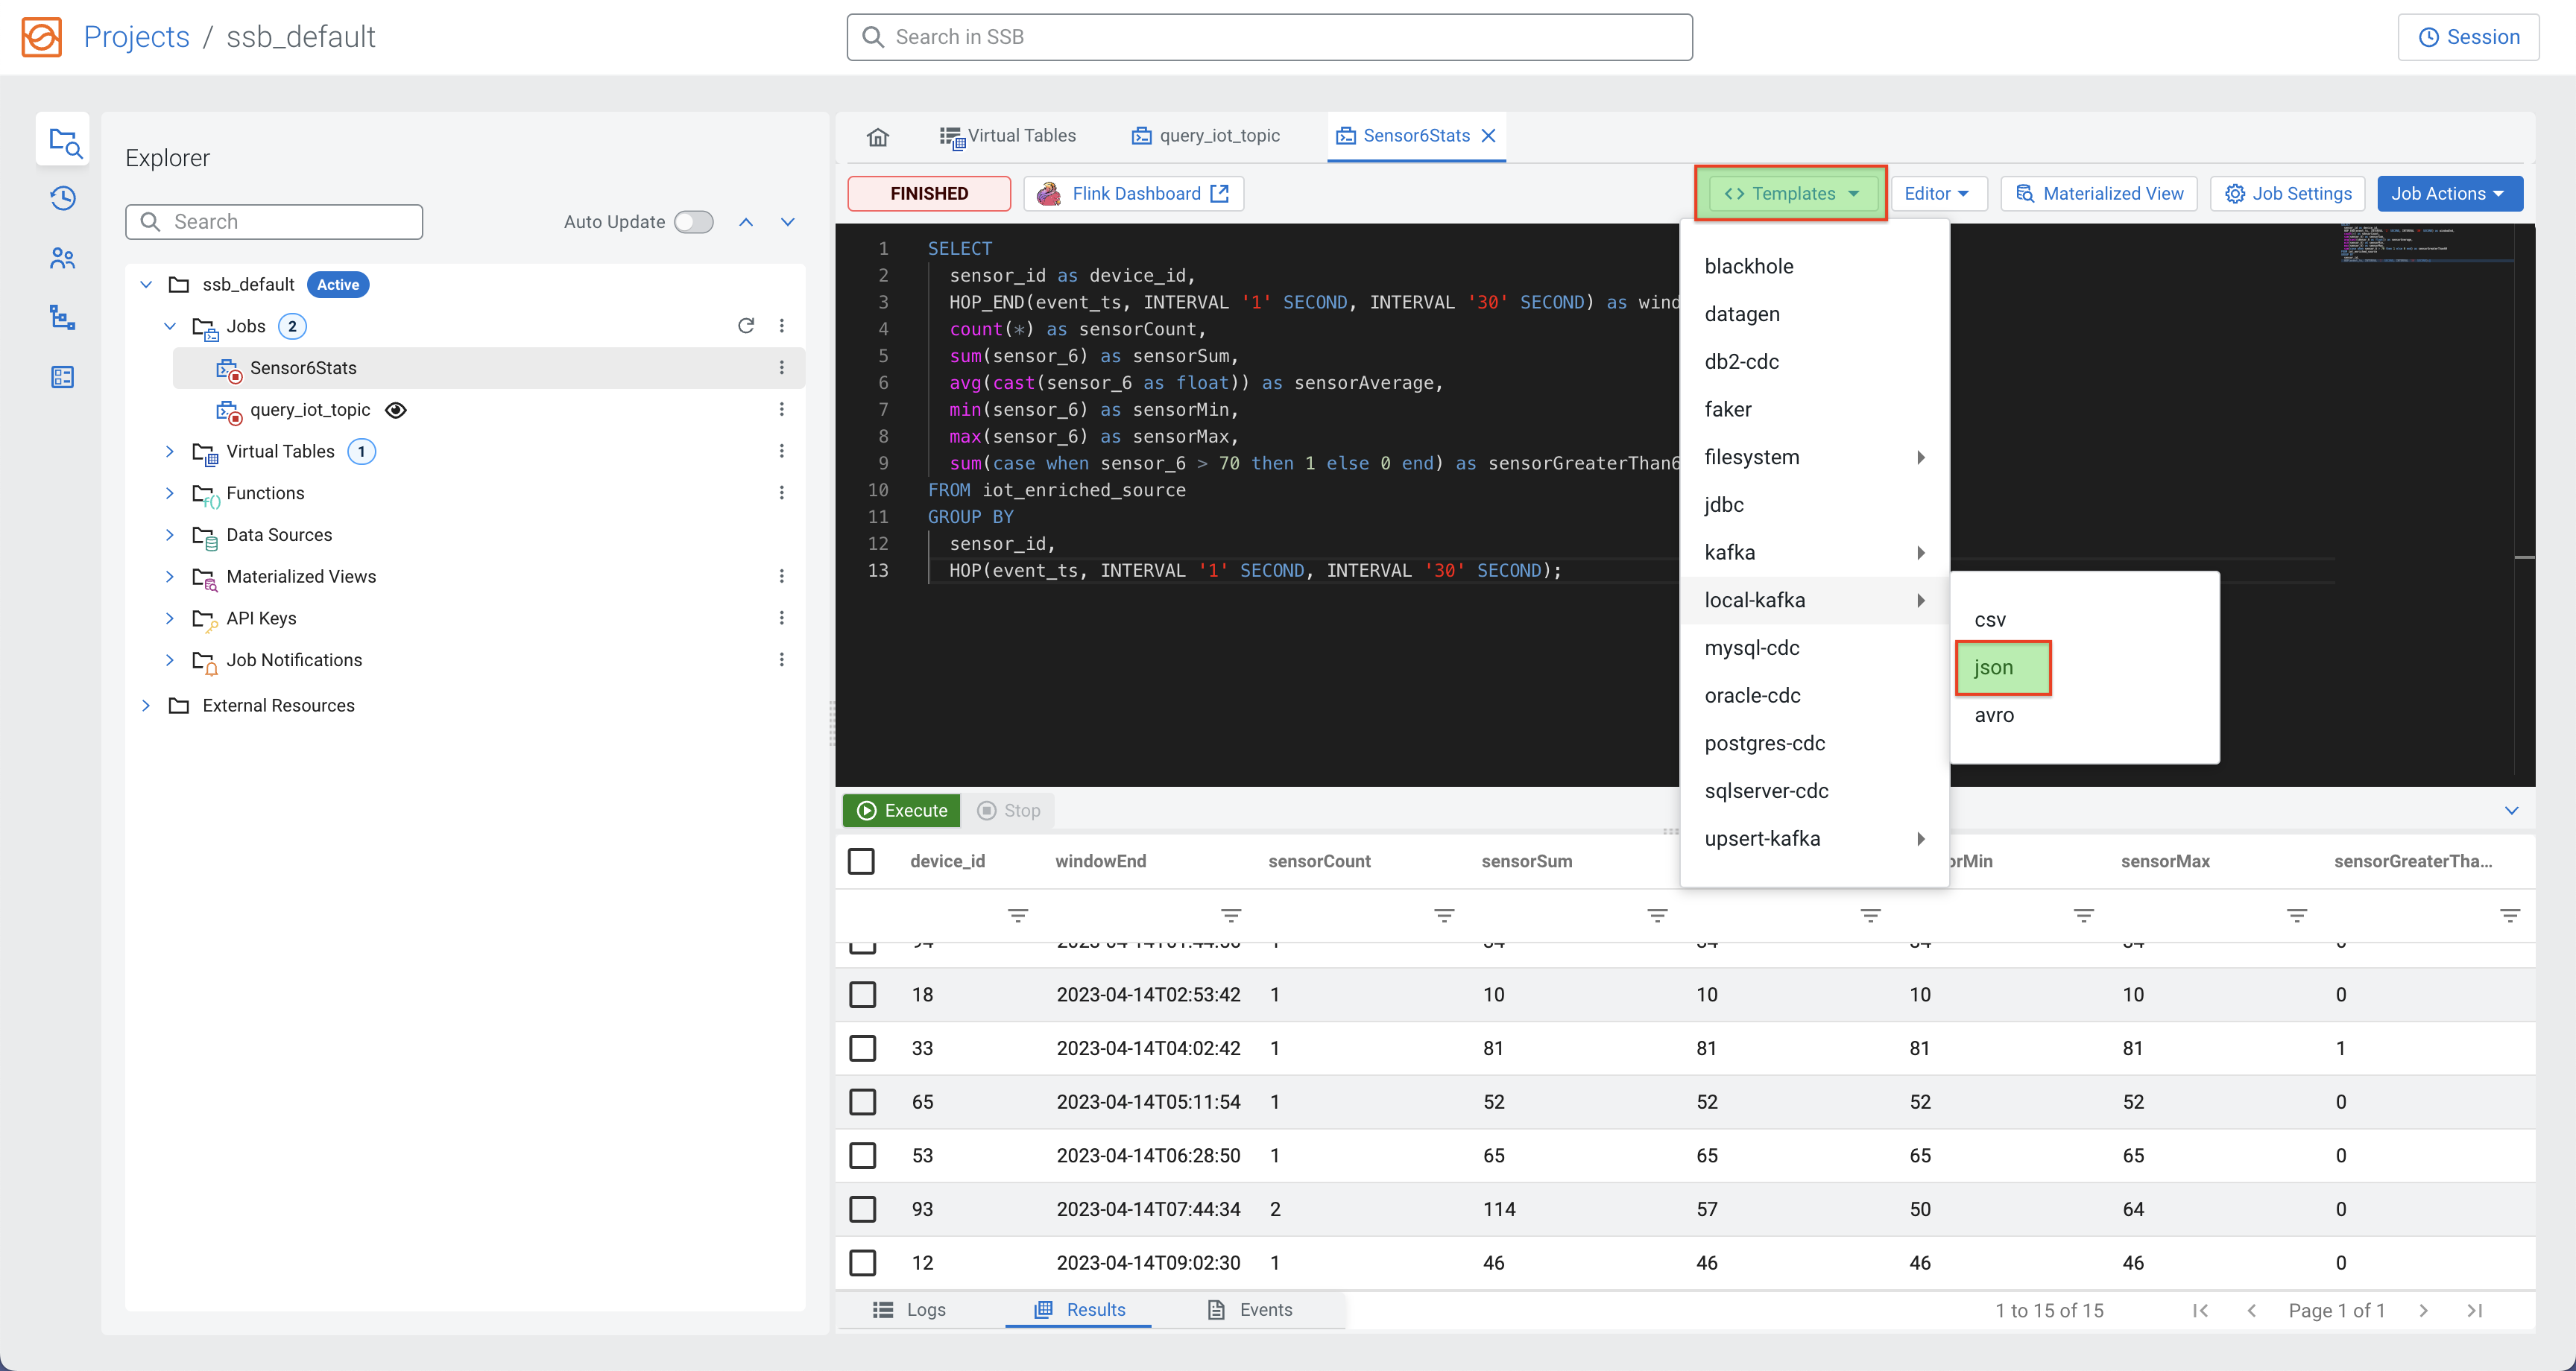 Projects / ssb_default
Search in SSB
Session
Explorer
Search
Auto Update
ssb_default Active
Jobs 2
Sensor6Stats
query_iot_topic
Virtual Tables 1
Functions
Data Sources
Materialized Views
API Keys
Job Notifications
External Resources
Virtual Tables
query_iot_topic
Sensor6Stats
FINISHED
Flink Dashboard
<> Templates
Editor
Materialized View
Job Settings
Job Actions
1 SELECT
2 sensor_id as device_id,
3 HOP_END(event_ts, INTERVAL '1' SECOND, INTERVAL '30' SECOND) as wind
4 count(*) as sensorCount,
5 sum(sensor_6) as sensorSum,
6 avg(cast(sensor_6 as float)) as sensorAverage,
7 min(sensor_6) as sensorMin,
8 max(sensor_6) as sensorMax,
9 sum(case when sensor_6 > 70 then 1 else 0 end) as sensorGreaterThan6
10 FROM iot_enriched_source
11 GROUP BY
12 sensor_id,
13 HOP(event_ts, INTERVAL '1' SECOND, INTERVAL '30' SECOND);
blackhole
datagen
db2-cdc
faker
filesystem
jdbc
kafka
local-kafka
mysql-cdc
oracle-cdc
postgres-cdc
sqlserver-cdc
upsert-kafka
csv
json
avro
Execute
Stop
device_id windowEnd sensorCount sensorSum orMin sensorMax sensorGreaterTha...
18 2023-04-14T02:53:42 1 10 10 10 10 0
33 2023-04-14T04:02:42 1 81 81 81 81 1
65 2023-04-14T05:11:54 1 52 52 52 52 0
53 2023-04-14T06:28:50 1 65 65 65 65 0
93 2023-04-14T07:44:34 2 114 57 50 64 0
12 2023-04-14T09:02:30 1 46 46 46 46 0
Logs
Results
Events
1 to 15 of 15
Page 1 of 1